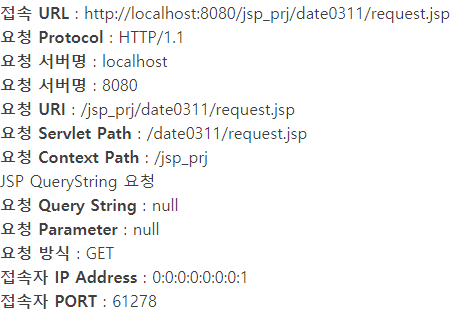 접속 URL : http://localhost:8080/jsp_prj/date0311/request.jsp
요청 Protocol : HTTP/1.1
요청 서버명 : localhost
요청 서버명 : 8080
요청 URI : /jsp_prj/date0311/request.jsp
요청 Servlet Path : /date0311/request.jsp
요청 Context Path : /jsp_prj
JSP QueryString 요청
요청 Query String : null
요청 Parameter : null
요청 방식 : GET
접속자 IP Address : 0:0:0:0:0:0:0:1
접속자 PORT : 61278